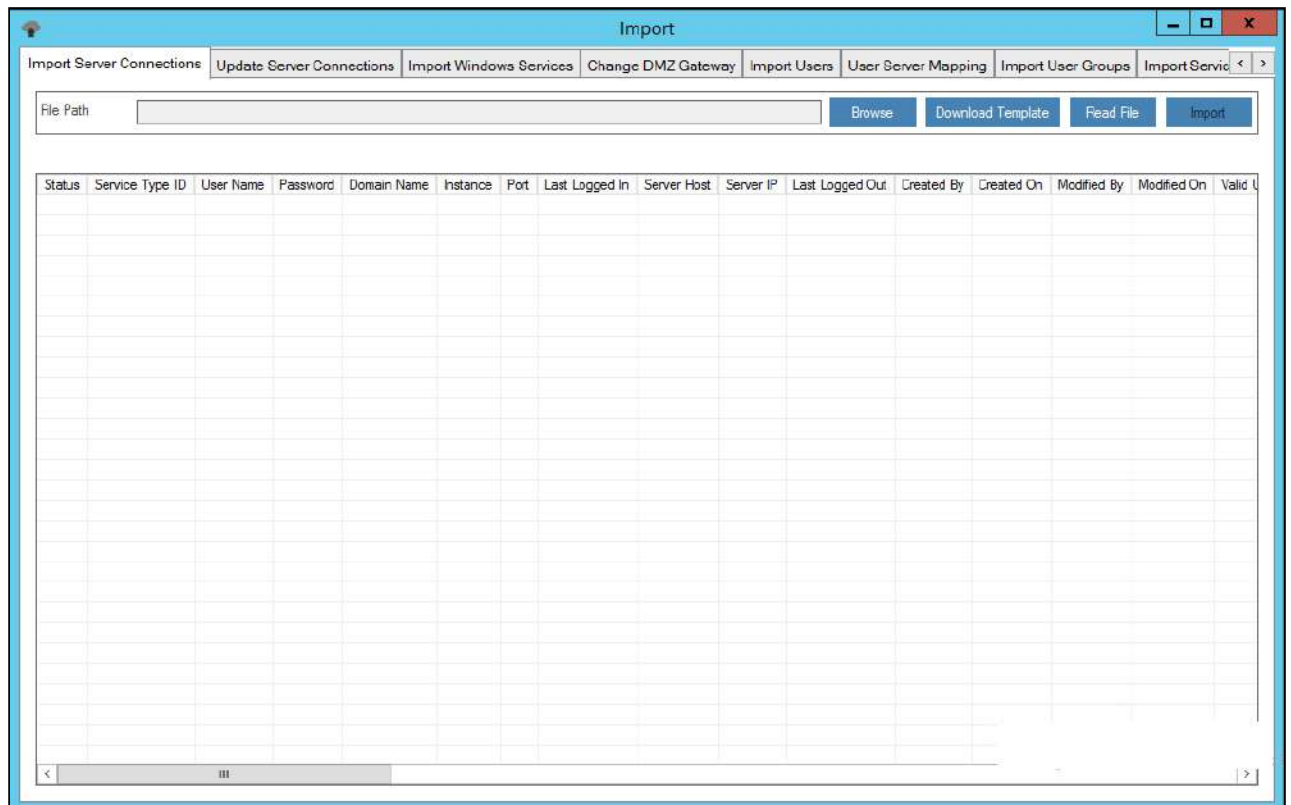 Import
Import Server Connections Update Server Connections Import Windows Services Change DMZ Gateway Import Users User Server Mapping Import User Groups Import Servic
File Path Browse Download Template Read File Import
Status Service Type ID User Name Password Domain Name Instance Port Last Logged In Server Host Server IP Last Logged Out Created By Created On Modified By Modified On Valid U